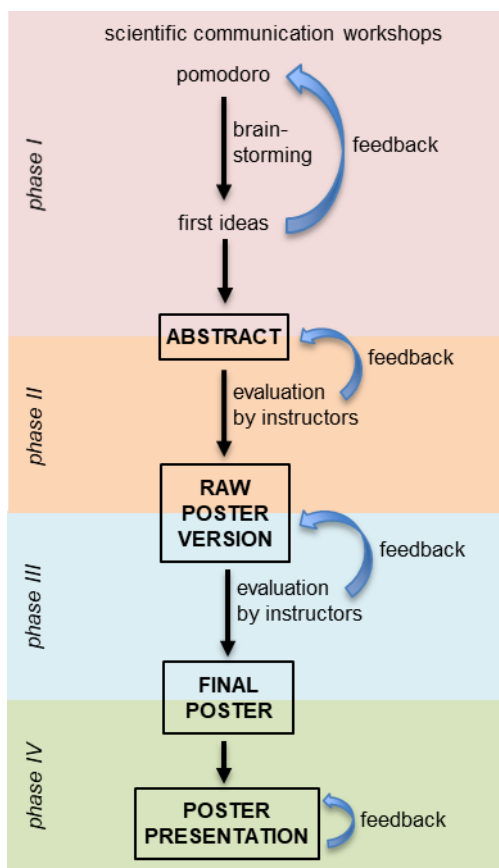 scientific communication workshops
pomodoro
brain-
storming
feedback
phase I
first ideas
ABSTRACT
feedback
evaluation
by instructors
phase II
RAW
POSTER
VERSION
feedback
evaluation
by instructors
phase III
FINAL
POSTER
phase IV
POSTER
PRESENTATION
feedback